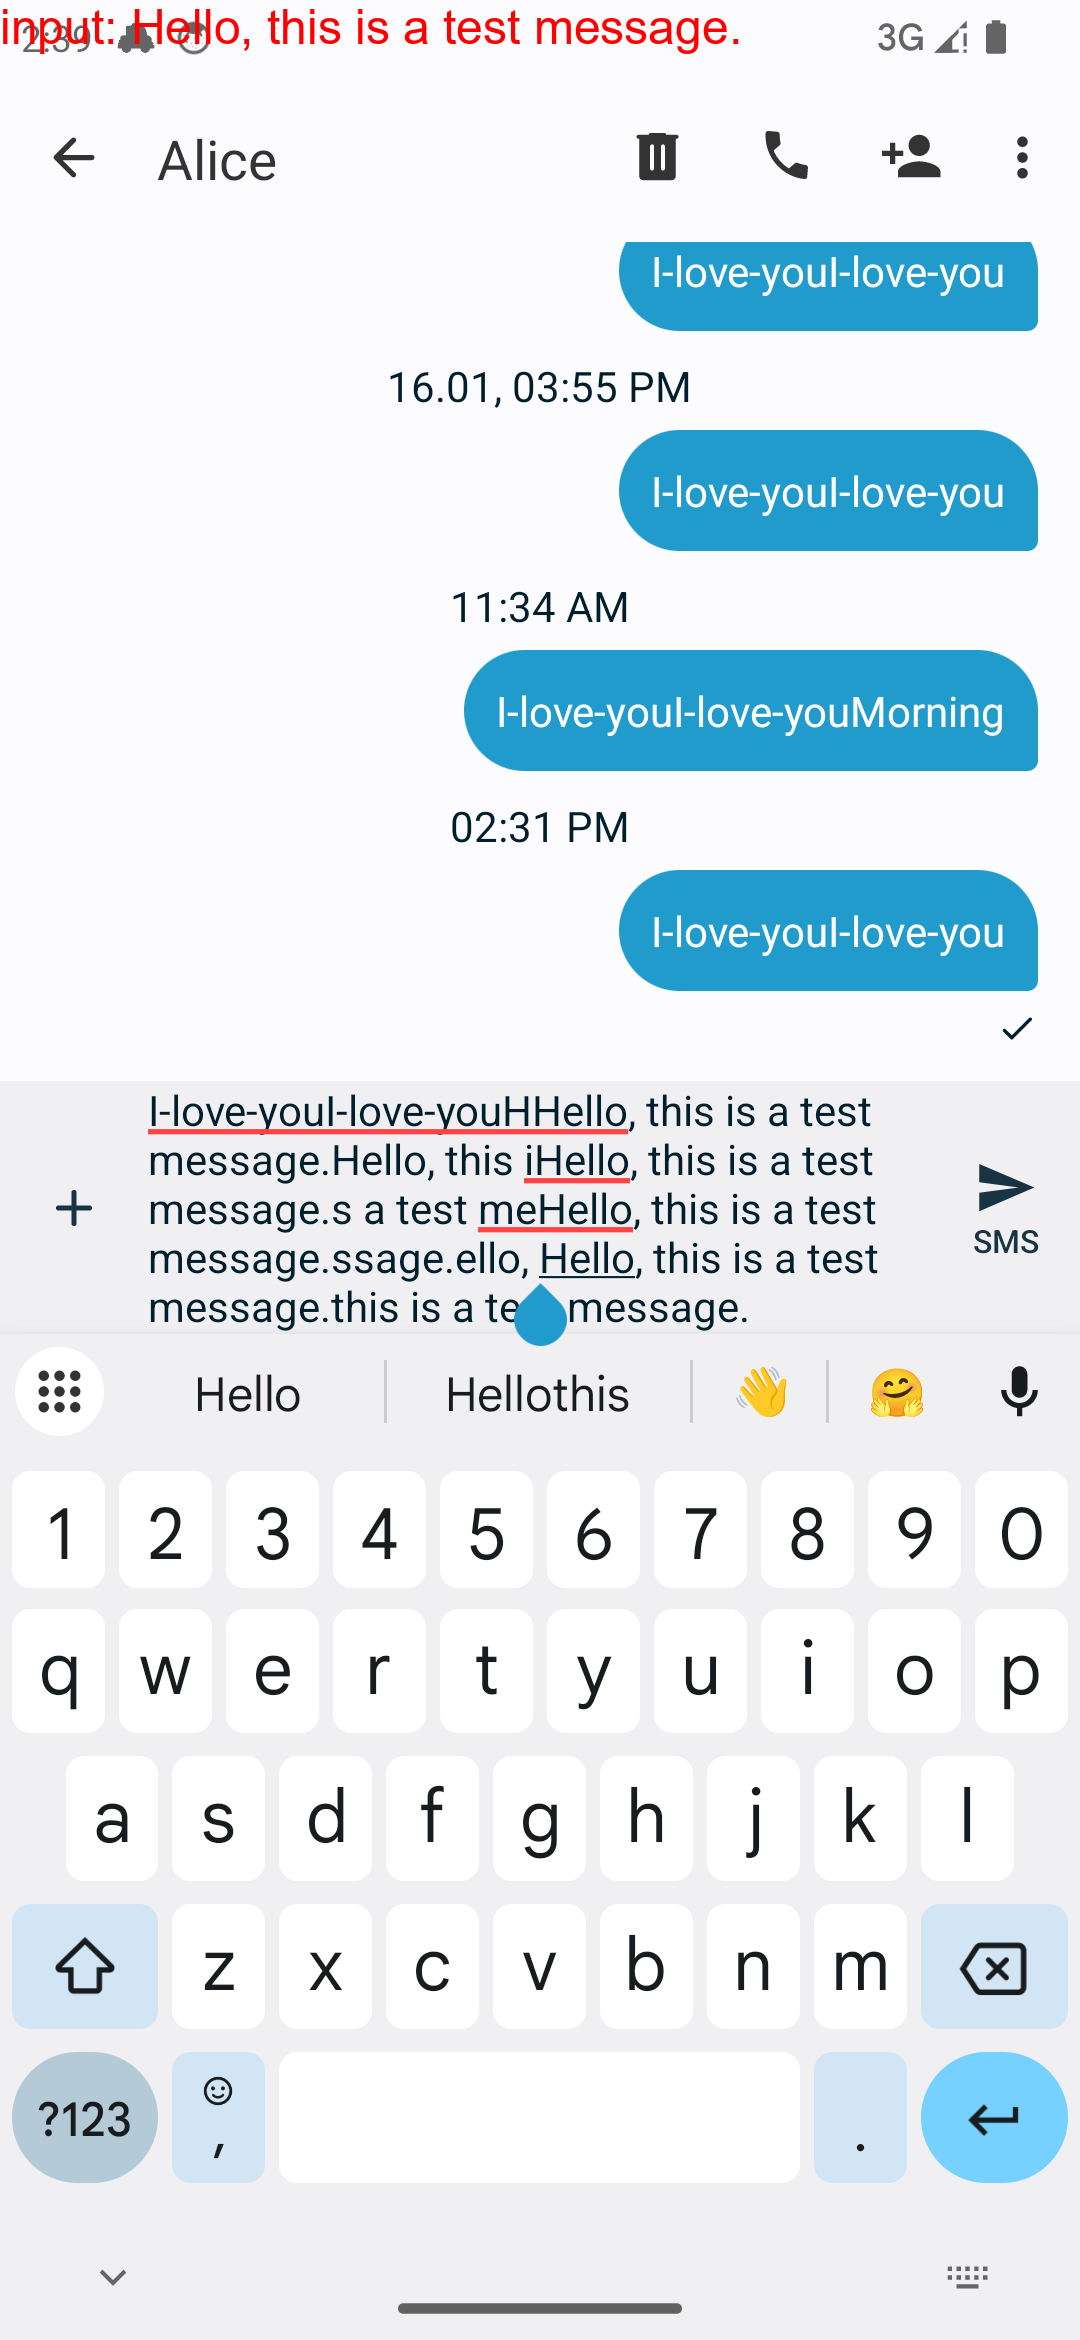 input: Hello, this is a test message.
2:39
3G
Alice
I-love-youI-love-you
16.01, 03:55 PM
I-love-youI-love-you
11:34 AM
I-love-youI-love-youMorning
02:31 PM
I-love-youI-love-you
I-love-youI-love-youHHello, this is a test
message.Hello, this iHello, this is a test
message.s a test meHello, this is a test
message.ssage.ello, Hello, this is a test
message.this is a te message.
SMS
Hello Hellothis
1 2 3 4 5 6 7 8 9 0
q w e r t y u i o p
a s d f g h j k l
z x c v b n m
?123 , .